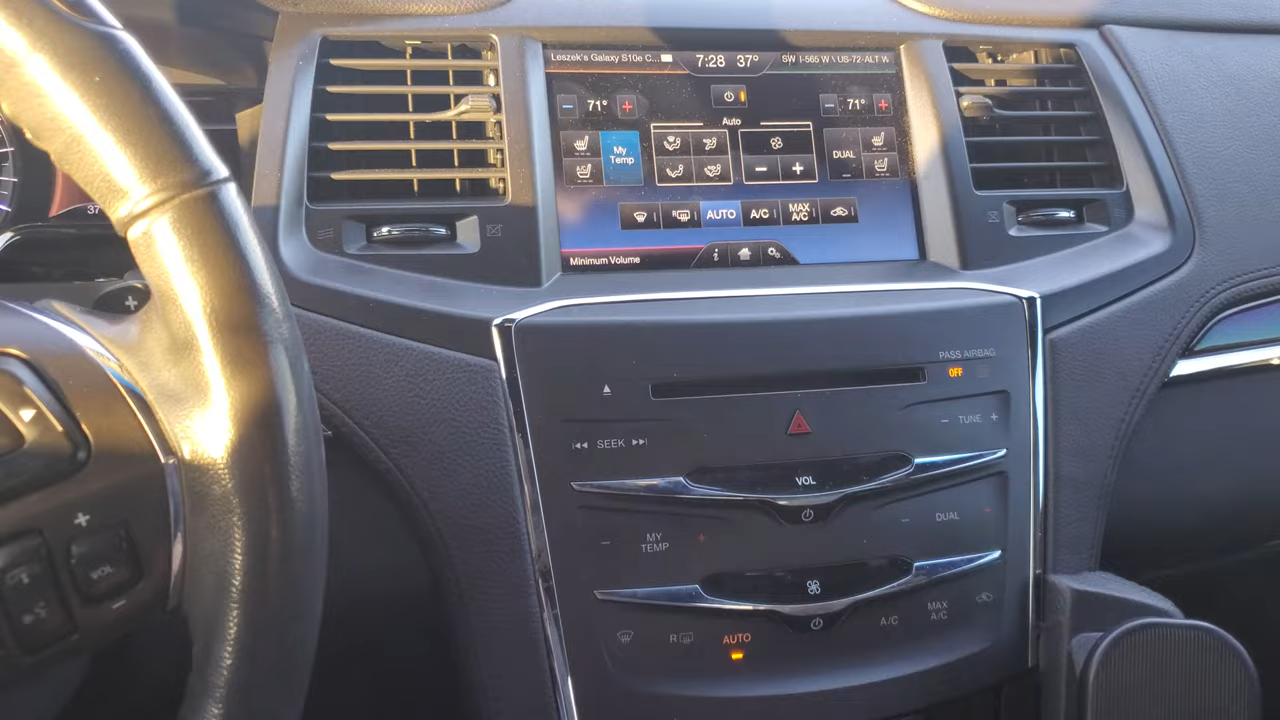 Leszek's Galaxy S10e C... 7:28 37° SW I-565 W \ US-72-ALT W
− 71° + − 71° +
Auto
My
Temp
A/C
DUAL
A/C
− +
R AUTO A/C MAX
A/C
Minimum Volume i
37
PASS AIRBAG
OFF
− TUNE +
SEEK
VOL
− DUAL +
− MY
TEMP +
+
VOL
−
+
MAX
A/C
A/C
R AUTO